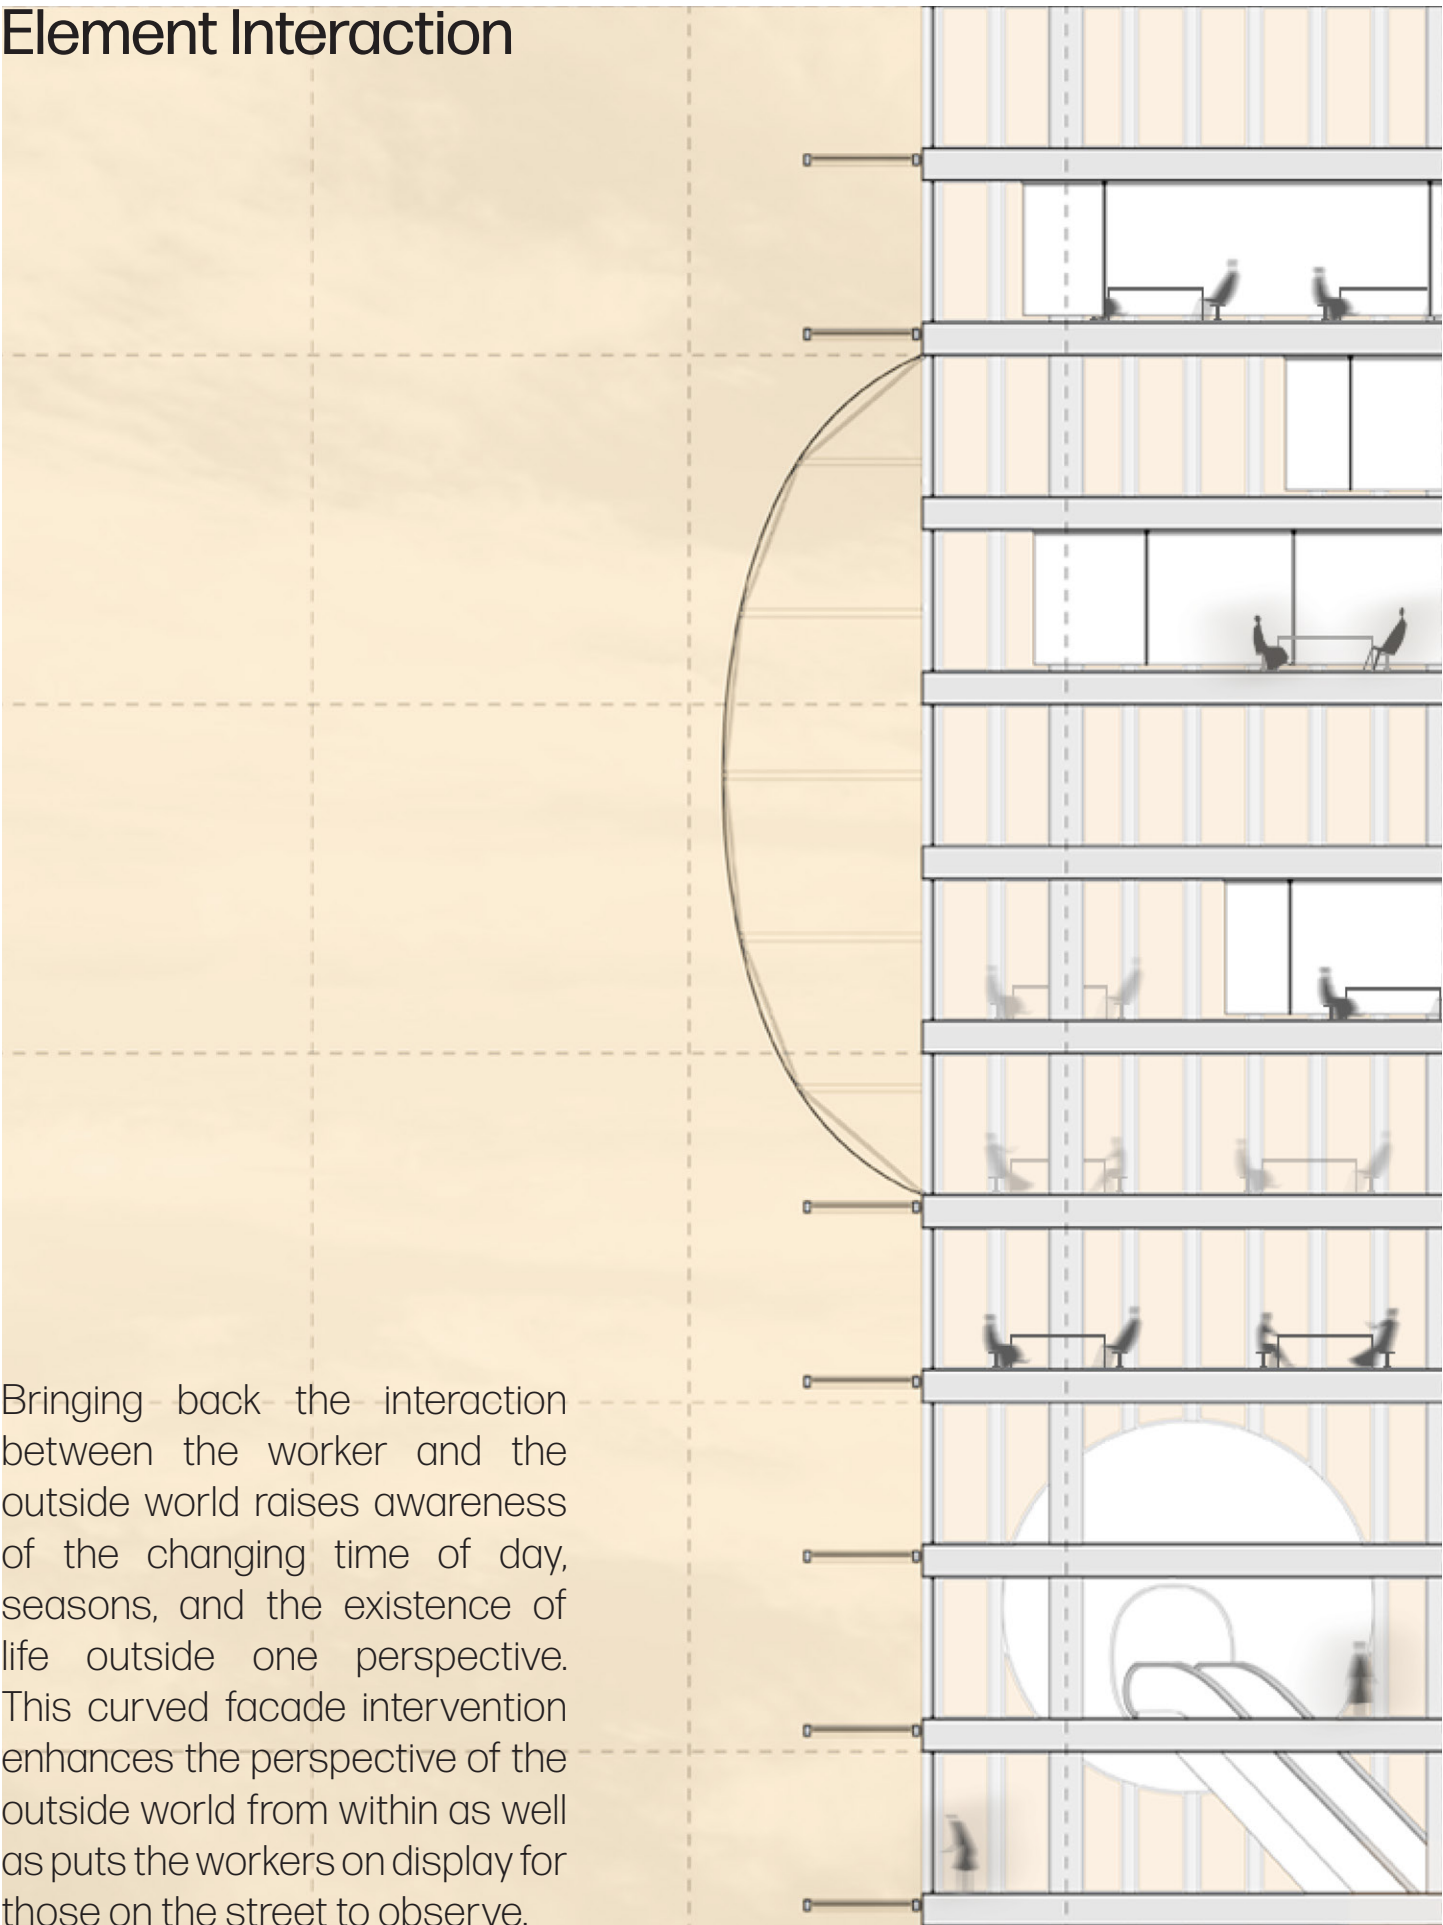 Element Interaction
Bringing back the interaction
between the worker and the
outside world raises awareness
of the changing time of day,
seasons, and the existence of
life outside one perspective.
This curved facade intervention
enhances the perspective of the
outside world from within as well
as puts the workers on display for
those on the street to observe.